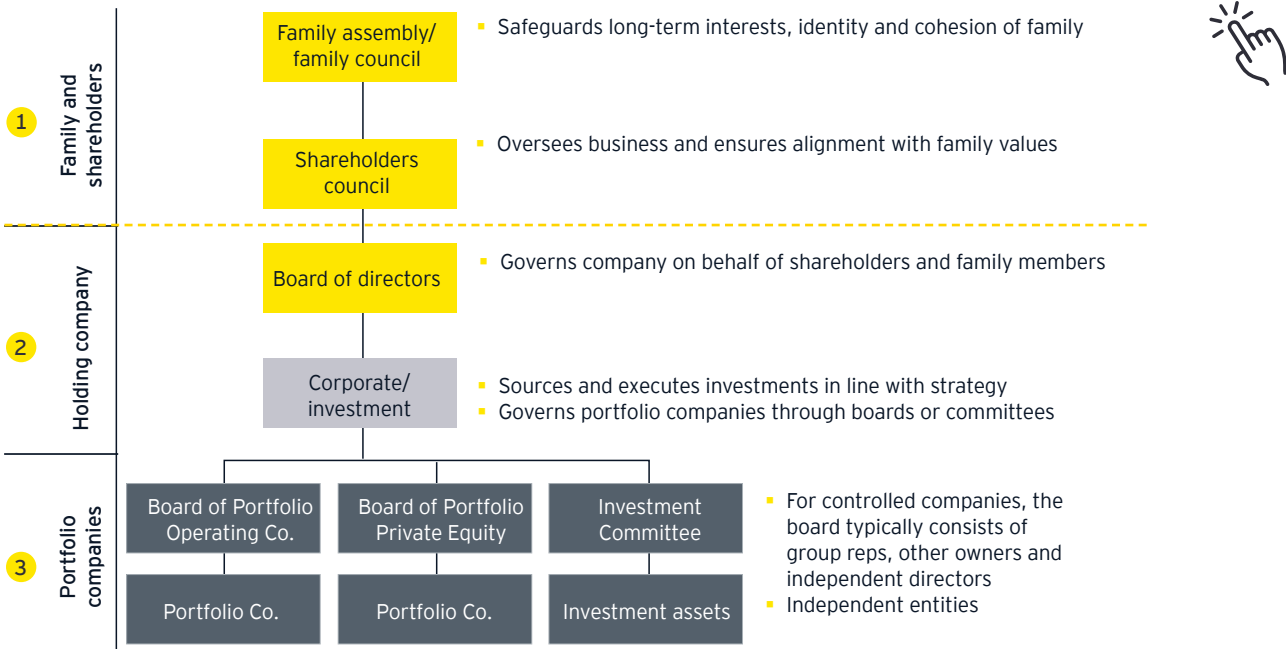 1
Family and
shareholders
Family assembly/
family council
▪ Safeguards long-term interests, identity and cohesion of family
Shareholders
council
▪ Oversees business and ensures alignment with family values
2
Holding company
Board of directors
▪ Governs company on behalf of shareholders and family members
Corporate/
investment
▪ Sources and executes investments in line with strategy
▪ Governs portfolio companies through boards or committees
3
Portfolio
companies
Board of Portfolio
Operating Co.
Board of Portfolio
Private Equity
Investment
Committee
Portfolio Co.
Portfolio Co.
Investment assets
▪ For controlled companies, the
board typically consists of
group reps, other owners and
independent directors
▪ Independent entities